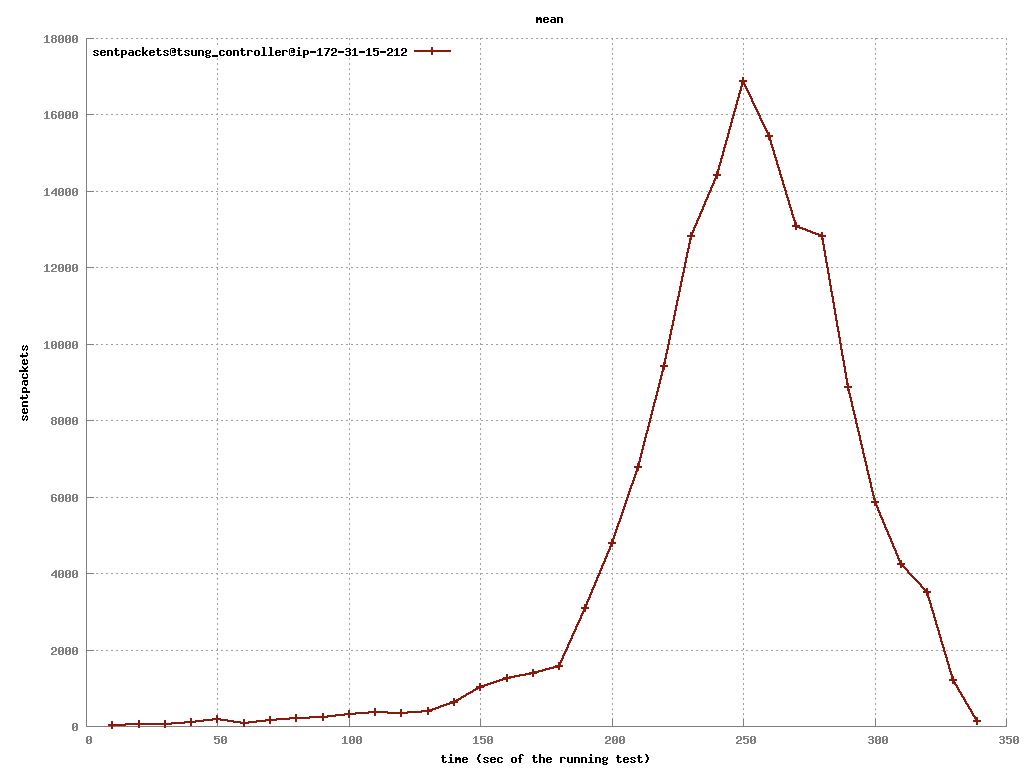 mean
sentpackets@tsung_controller@ip-172-31-15-212
18000
16000
14000
12000
10000
8000
6000
4000
2000
0
sentpackets
0 50 100 150 200 250 300 350
time (sec of the running test)